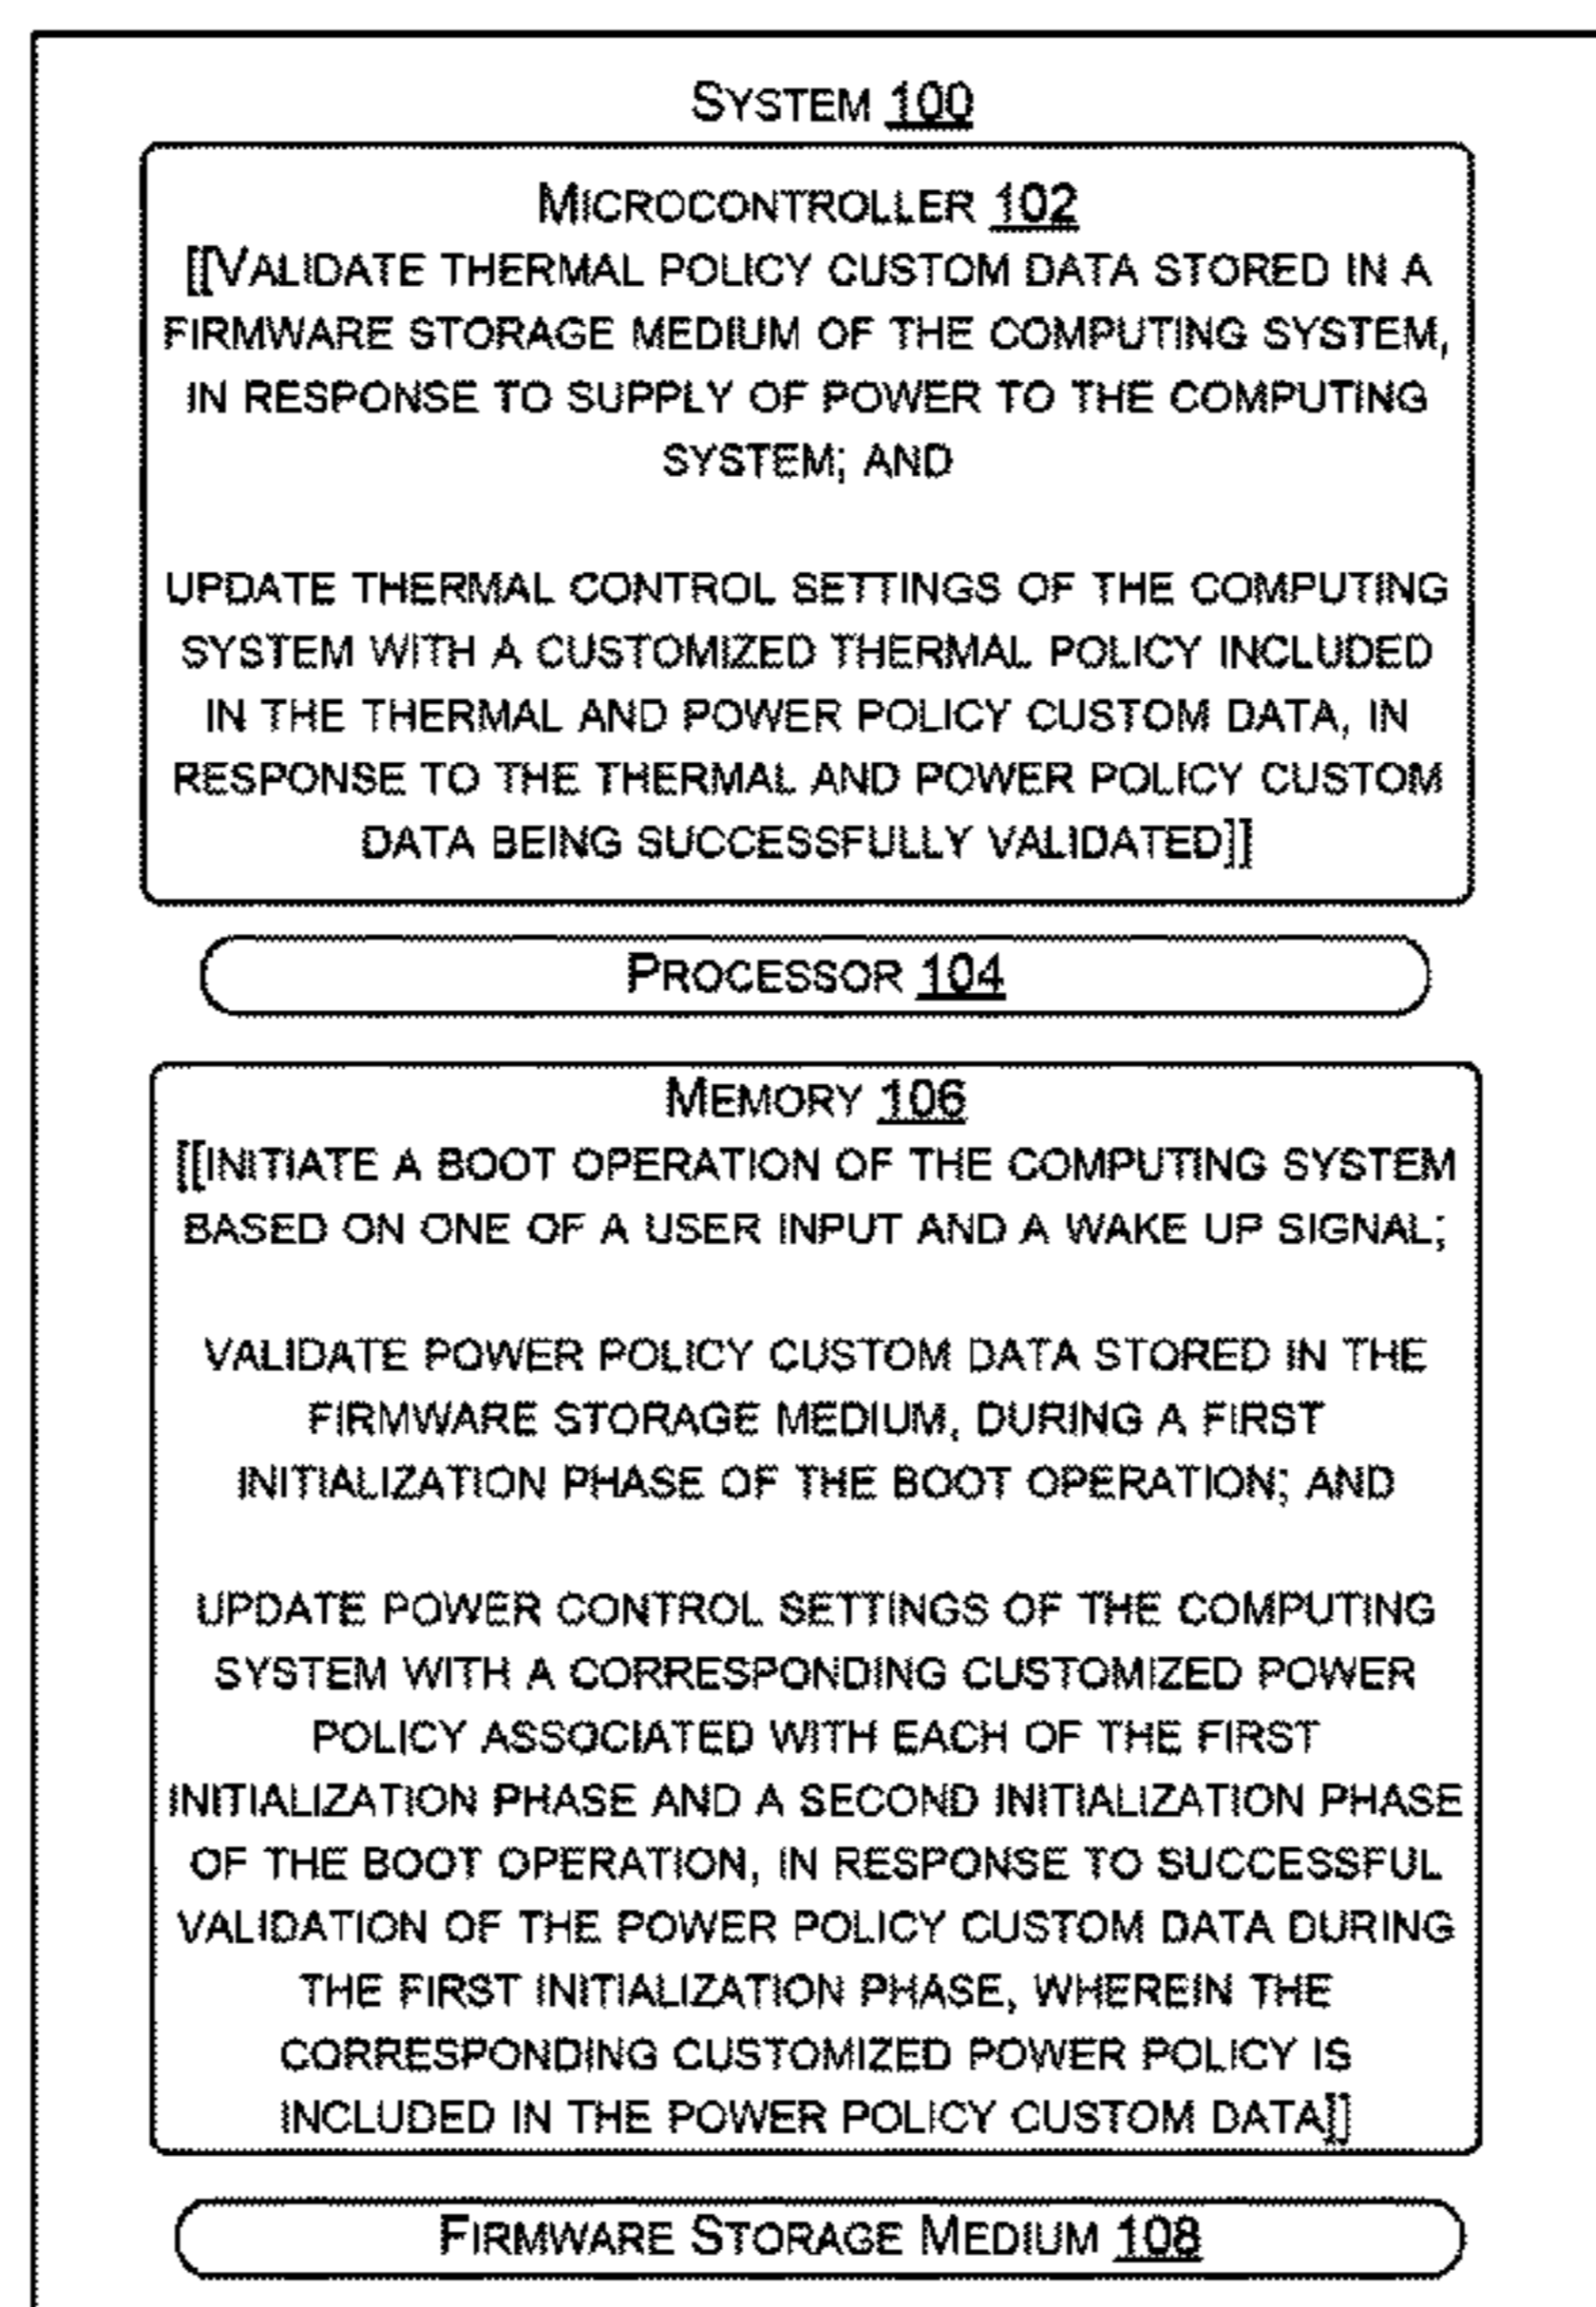 SYSTEM 100
MICROCONTROLLER 102
[[VALIDATE THERMAL POLICY CUSTOM DATA STORED IN A
FIRMWARE STORAGE MEDIUM OF THE COMPUTING SYSTEM,
IN RESPONSE TO SUPPLY OF POWER TO THE COMPUTING
SYSTEM; AND
UPDATE THERMAL CONTROL SETTINGS OF THE COMPUTING
SYSTEM WITH A CUSTOMIZED THERMAL POLICY INCLUDED
IN THE THERMAL AND POWER POLICY CUSTOM DATA, IN
RESPONSE TO THE THERMAL AND POWER POLICY CUSTOM
DATA BEING SUCCESSFULLY VALIDATED]]
PROCESSOR 104
MEMORY 106
[[INITIATE A BOOT OPERATION OF THE COMPUTING SYSTEM
BASED ON ONE OF A USER INPUT AND A WAKE UP SIGNAL;
VALIDATE POWER POLICY CUSTOM DATA STORED IN THE
FIRMWARE STORAGE MEDIUM, DURING A FIRST
INITIALIZATION PHASE OF THE BOOT OPERATION; AND
UPDATE POWER CONTROL SETTINGS OF THE COMPUTING
SYSTEM WITH A CORRESPONDING CUSTOMIZED POWER
POLICY ASSOCIATED WITH EACH OF THE FIRST
INITIALIZATION PHASE AND A SECOND INITIALIZATION PHASE
OF THE BOOT OPERATION, IN RESPONSE TO SUCCESSFUL
VALIDATION OF THE POWER POLICY CUSTOM DATA DURING
THE FIRST INITIALIZATION PHASE, WHEREIN THE
CORRESPONDING CUSTOMIZED POWER POLICY IS
INCLUDED IN THE POWER POLICY CUSTOM DATA]]
FIRMWARE STORAGE MEDIUM 108